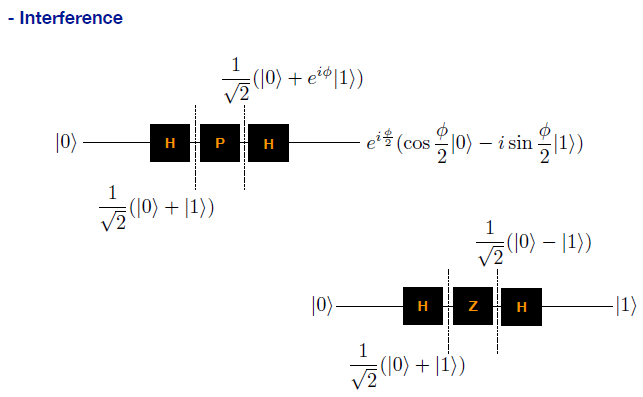 - Interference
1/√2(|0⟩ + e^{iϕ}|1⟩)
|0⟩ H P H e^{iϕ/2}(cos ϕ/2|0⟩ − i sin ϕ/2|1⟩)
1/√2(|0⟩ + |1⟩)
1/√2(|0⟩ − |1⟩)
|0⟩ H Z H |1⟩
1/√2(|0⟩ + |1⟩)